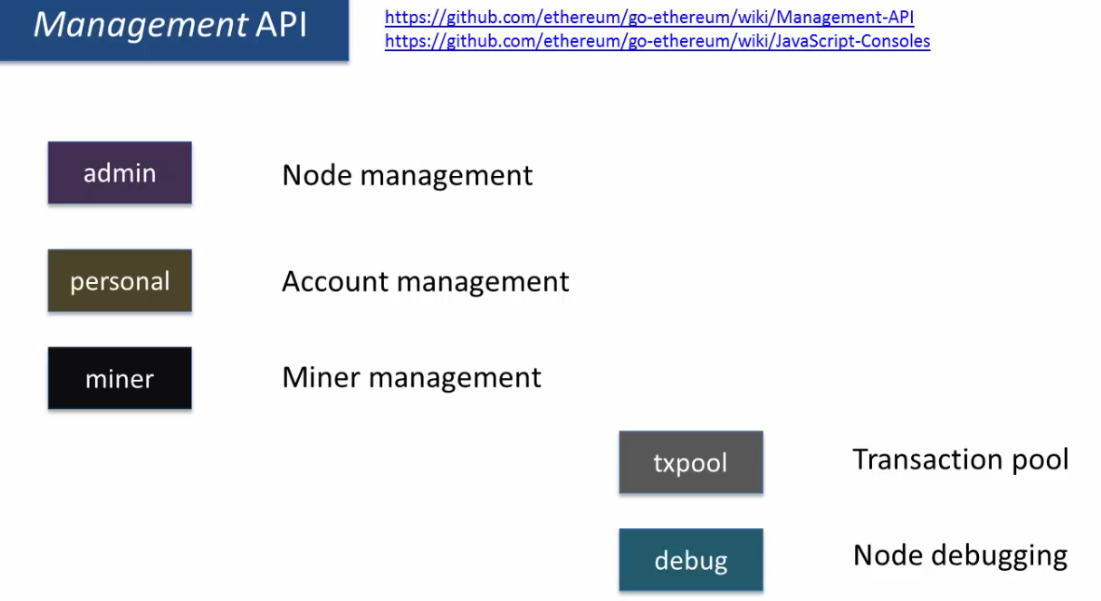 Management API
https://github.com/ethereum/go-ethereum/wiki/Management-API
https://github.com/ethereum/go-ethereum/wiki/JavaScript-Consoles
admin Node management
personal Account management
miner Miner management
txpool Transaction pool
debug Node debugging